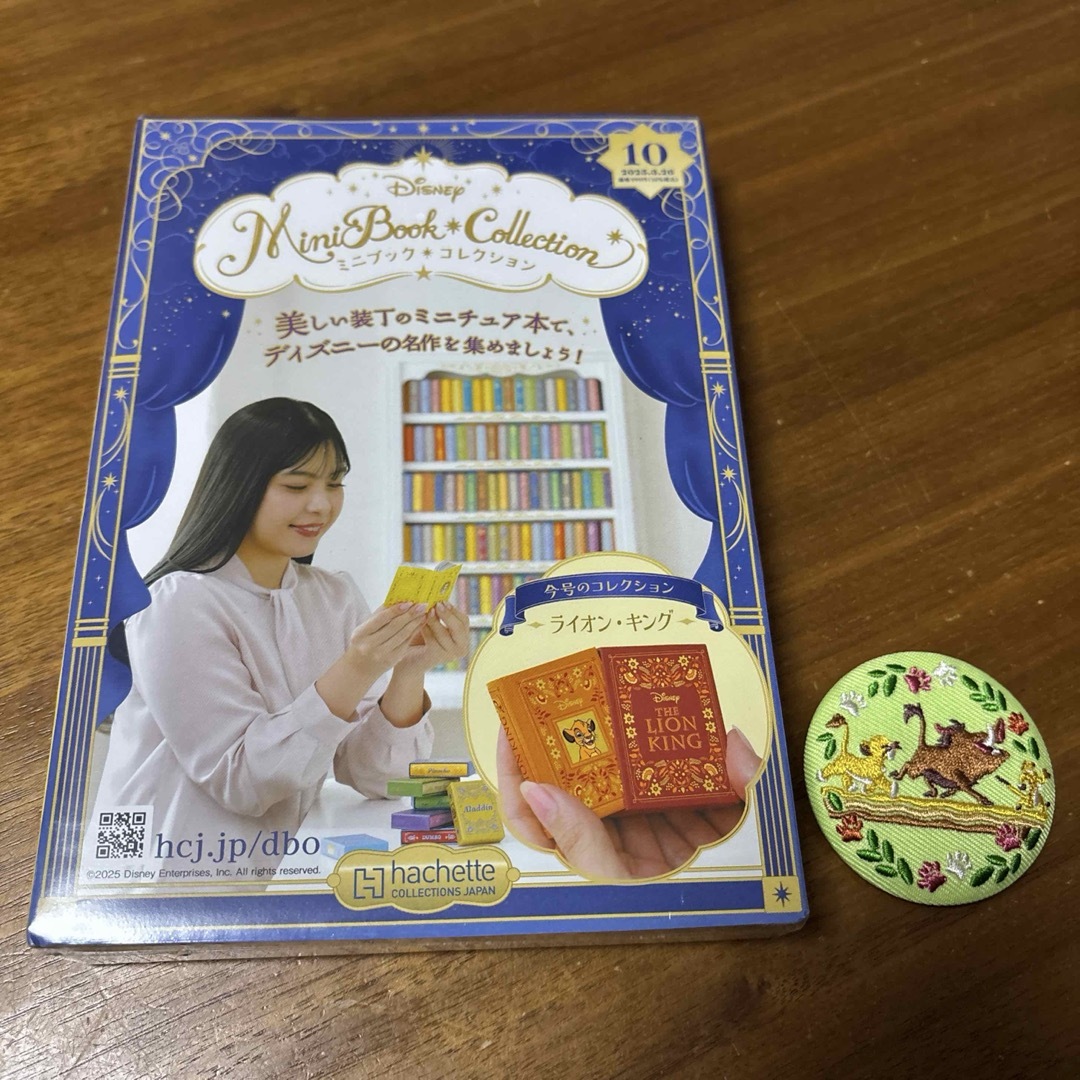 10
Disney
Mini Book Collection
ミニブック コレクション
美しい装丁のミニチュア本で、
ディズニーの名作を集めましょう!
今号のコレクション
ライオン・キング
Disney
Disney
THE
LION
KING
Aladdin
DUMBO
hcj.jp/dbo
©2025 Disney Enterprises, Inc. All rights reserved.
hachette
COLLECTIONS JAPAN